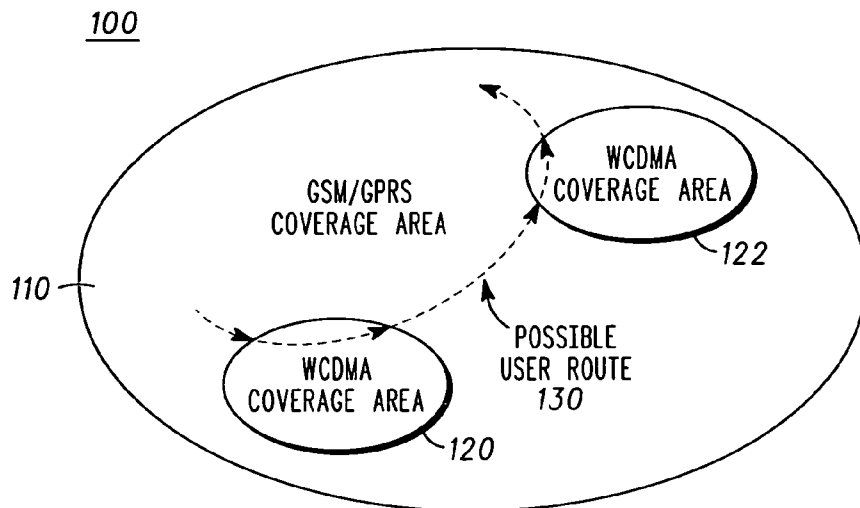 100
WCDMA
COVERAGE AREA
GSM/GPRS
COVERAGE AREA
122
110
POSSIBLE
USER ROUTE
130
WCDMA
COVERAGE AREA
120